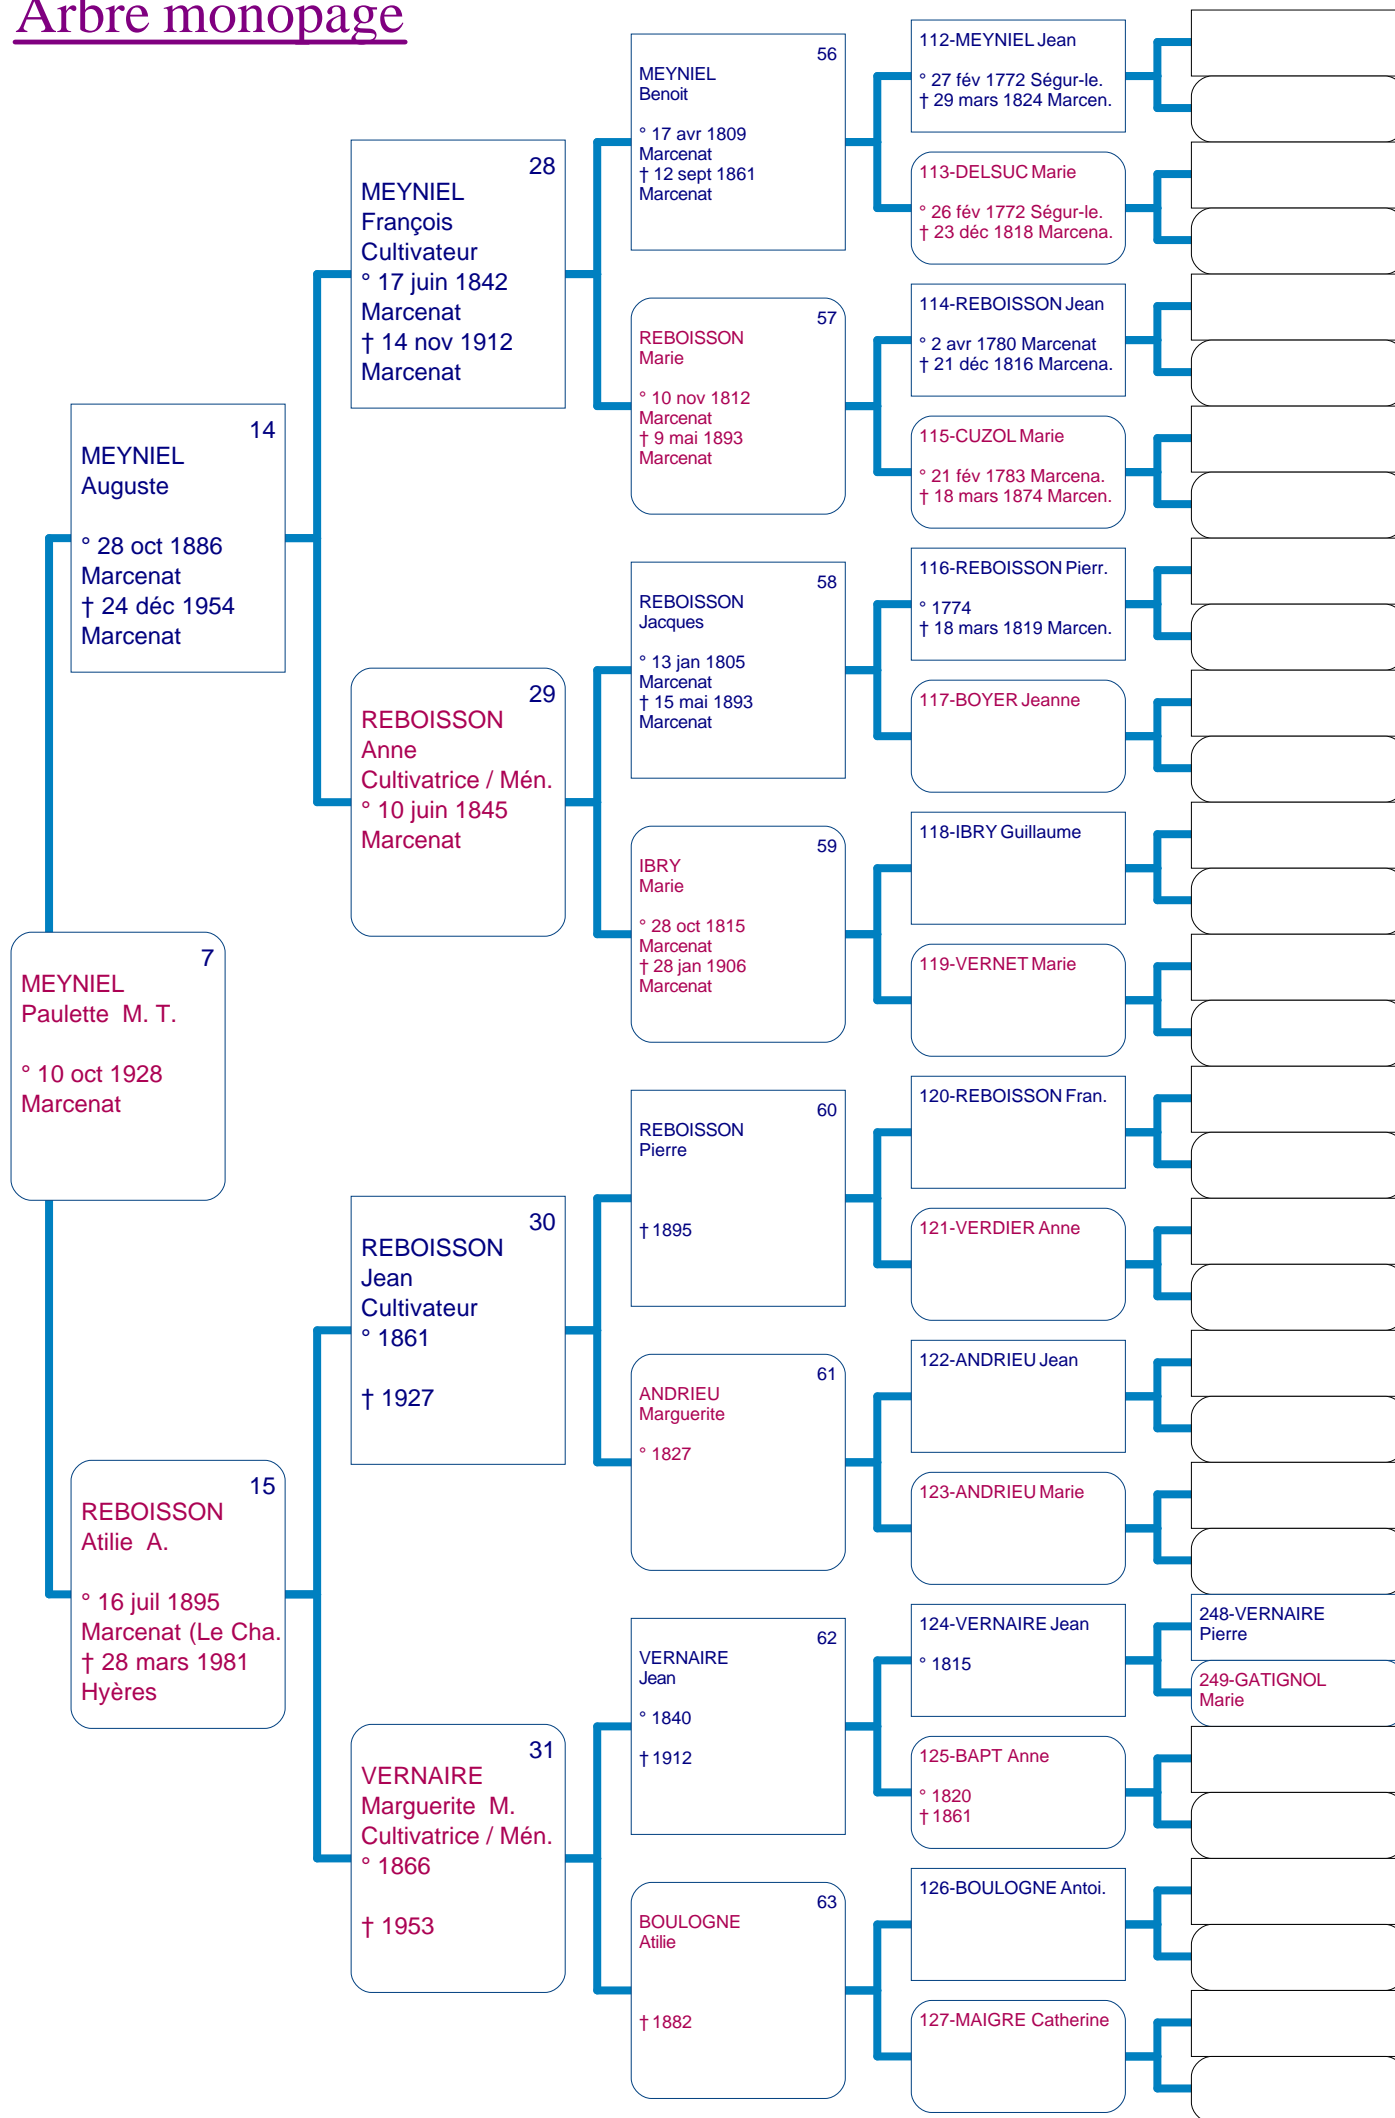 Arbre monopage
7
MEYNIEL
Paulette  M. T.
° 10 oct 1928
Marcenat
14
MEYNIEL
Auguste
° 28 oct 1886
Marcenat
† 24 déc 1954
Marcenat
15
REBOISSON
Atilie  A.
° 16 juil 1895
Marcenat (Le Cha.
† 28 mars 1981
Hyères
28
MEYNIEL
François
Cultivateur
° 17 juin 1842
Marcenat
† 14 nov 1912
Marcenat
29
REBOISSON
Anne
Cultivatrice / Mén.
° 10 juin 1845
Marcenat
30
REBOISSON
Jean
Cultivateur
° 1861
† 1927
31
VERNAIRE
Marguerite  M.
Cultivatrice / Mén.
° 1866
† 1953
56
MEYNIEL
Benoit
° 17 avr 1809
Marcenat
† 12 sept 1861
Marcenat
57
REBOISSON
Marie
° 10 nov 1812
Marcenat
† 9 mai 1893
Marcenat
58
REBOISSON
Jacques
° 13 jan 1805
Marcenat
† 15 mai 1893
Marcenat
59
IBRY
Marie
° 28 oct 1815
Marcenat
† 28 jan 1906
Marcenat
60
REBOISSON
Pierre
† 1895
61
ANDRIEU
Marguerite
° 1827
62
VERNAIRE
Jean
° 1840
† 1912
63
BOULOGNE
Atilie
† 1882
112-MEYNIEL Jean
° 27 fév 1772 Ségur-le.
† 29 mars 1824 Marcen.
113-DELSUC Marie
° 26 fév 1772 Ségur-le.
† 23 déc 1818 Marcena.
114-REBOISSON Jean
° 2 avr 1780 Marcenat
† 21 déc 1816 Marcena.
115-CUZOL Marie
° 21 fév 1783 Marcena.
† 18 mars 1874 Marcen.
116-REBOISSON Pierr.
° 1774
† 18 mars 1819 Marcen.
117-BOYER Jeanne
118-IBRY Guillaume
119-VERNET Marie
120-REBOISSON Fran.
121-VERDIER Anne
122-ANDRIEU Jean
123-ANDRIEU Marie
124-VERNAIRE Jean
° 1815
125-BAPT Anne
° 1820
† 1861
126-BOULOGNE Antoi.
127-MAIGRE Catherine
248-VERNAIRE
Pierre
249-GATIGNOL
Marie